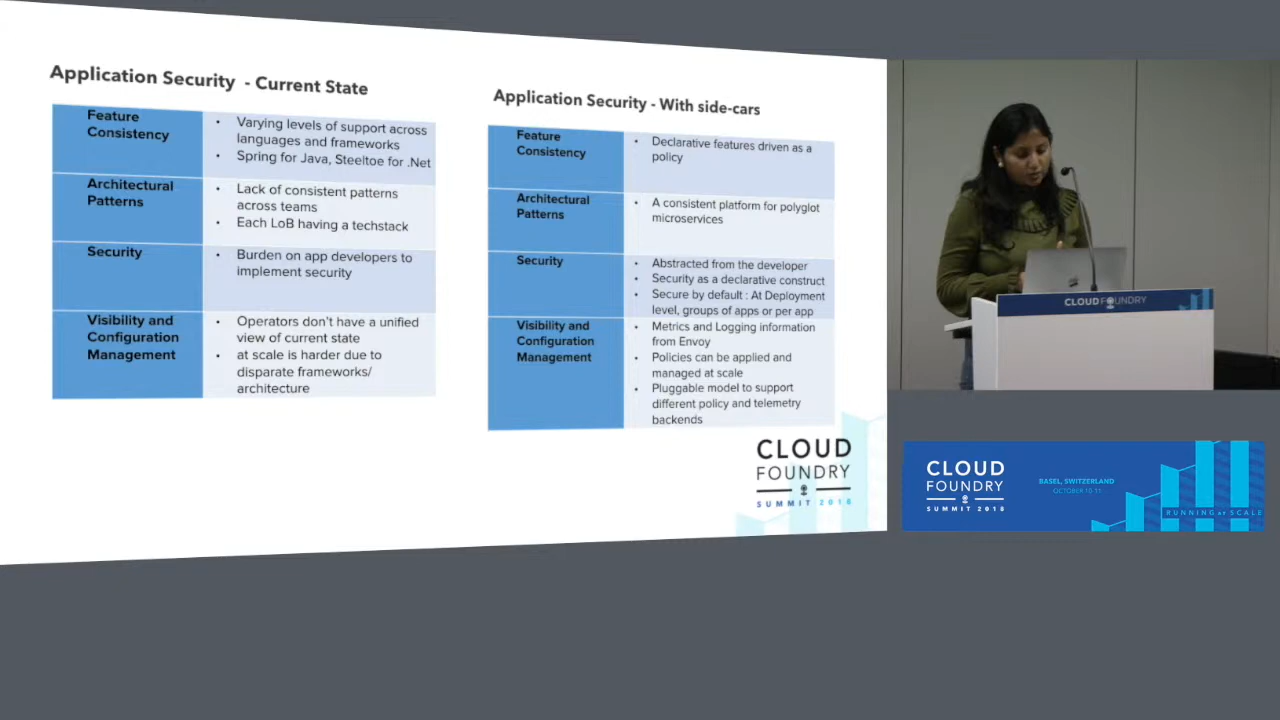 Application Security - Current State
Feature
Consistency
• Varying levels of support across
languages and frameworks
• Spring for Java, Steeltoe for .Net
Architectural
Patterns
• Lack of consistent patterns
across teams
• Each LoB having a techstack
Security
• Burden on app developers to
implement security
Visibility and
Configuration
Management
• Operators don't have a unified
view of current state
• at scale is harder due to
disparate frameworks/
architecture
Application Security - With side-cars
Feature
Consistency
• Declarative features driven as a
policy
Architectural
Patterns
• A consistent platform for polyglot
microservices
Security
• Abstracted from the developer
• Security as a declarative construct
• Secure by default : At Deployment
level, groups of apps or per app
Visibility and
Configuration
Management
• Metrics and Logging information
from Envoy
• Policies can be applied and
managed at scale
• Pluggable model to support
different policy and telemetry
backends
CLOUD
FOUNDRY
SUMMIT 2018
CLOUD FOUNDRY
CLOUD
FOUNDRY
SUMMIT 2018
BASEL, SWITZERLAND
OCTOBER 10-11
RUNNING AT SCALE